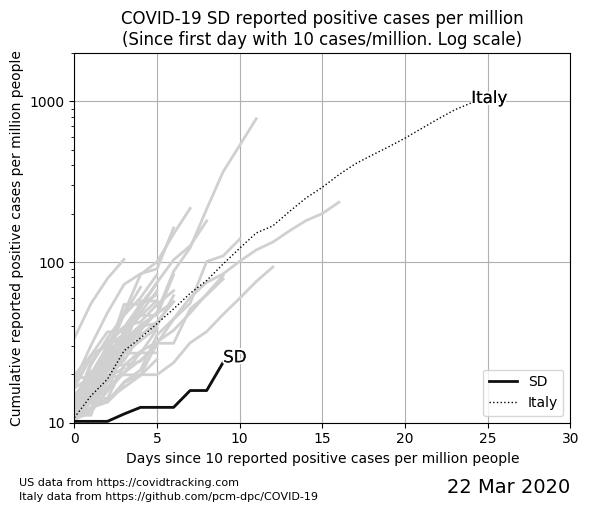 COVID-19 SD reported positive cases per million
(Since first day with 10 cases/million. Log scale)
Cumulative reported positive cases per million people
1000
100
10
Italy
SD
SD
Italy
0
5
10
15
20
25
30
Days since 10 reported positive cases per million people
US data from https://covidtracking.com
Italy data from https://github.com/pcm-dpc/COVID-19
22 Mar 2020